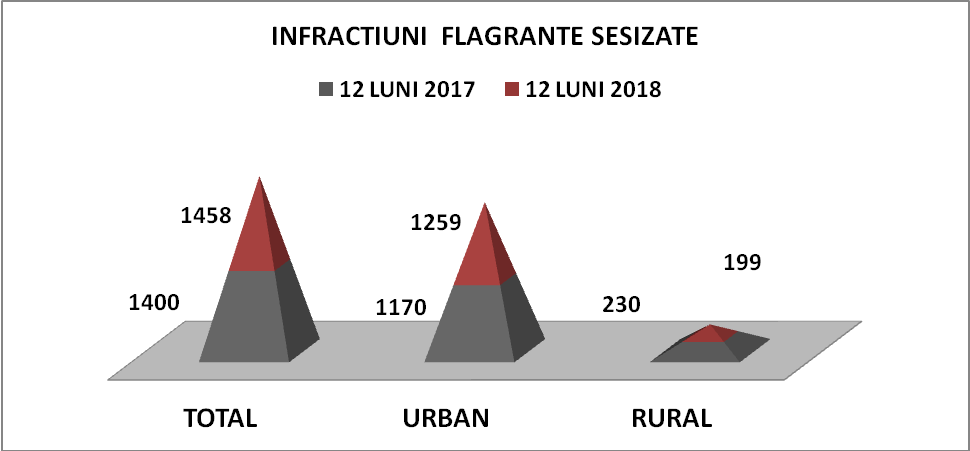 INFRACTIUNI FLAGRANTE SESIZATE
12 LUNI 2017 12 LUNI 2018
1458
1400
1259
1170
199
230
TOTAL URBAN RURAL